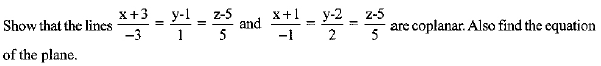 Show that the lines x+3/−3 = y-1/1 = z-5/5 and x+1/−1 = y-2/2 = z-5/5 are coplanar. Also find the equation
of the plane.